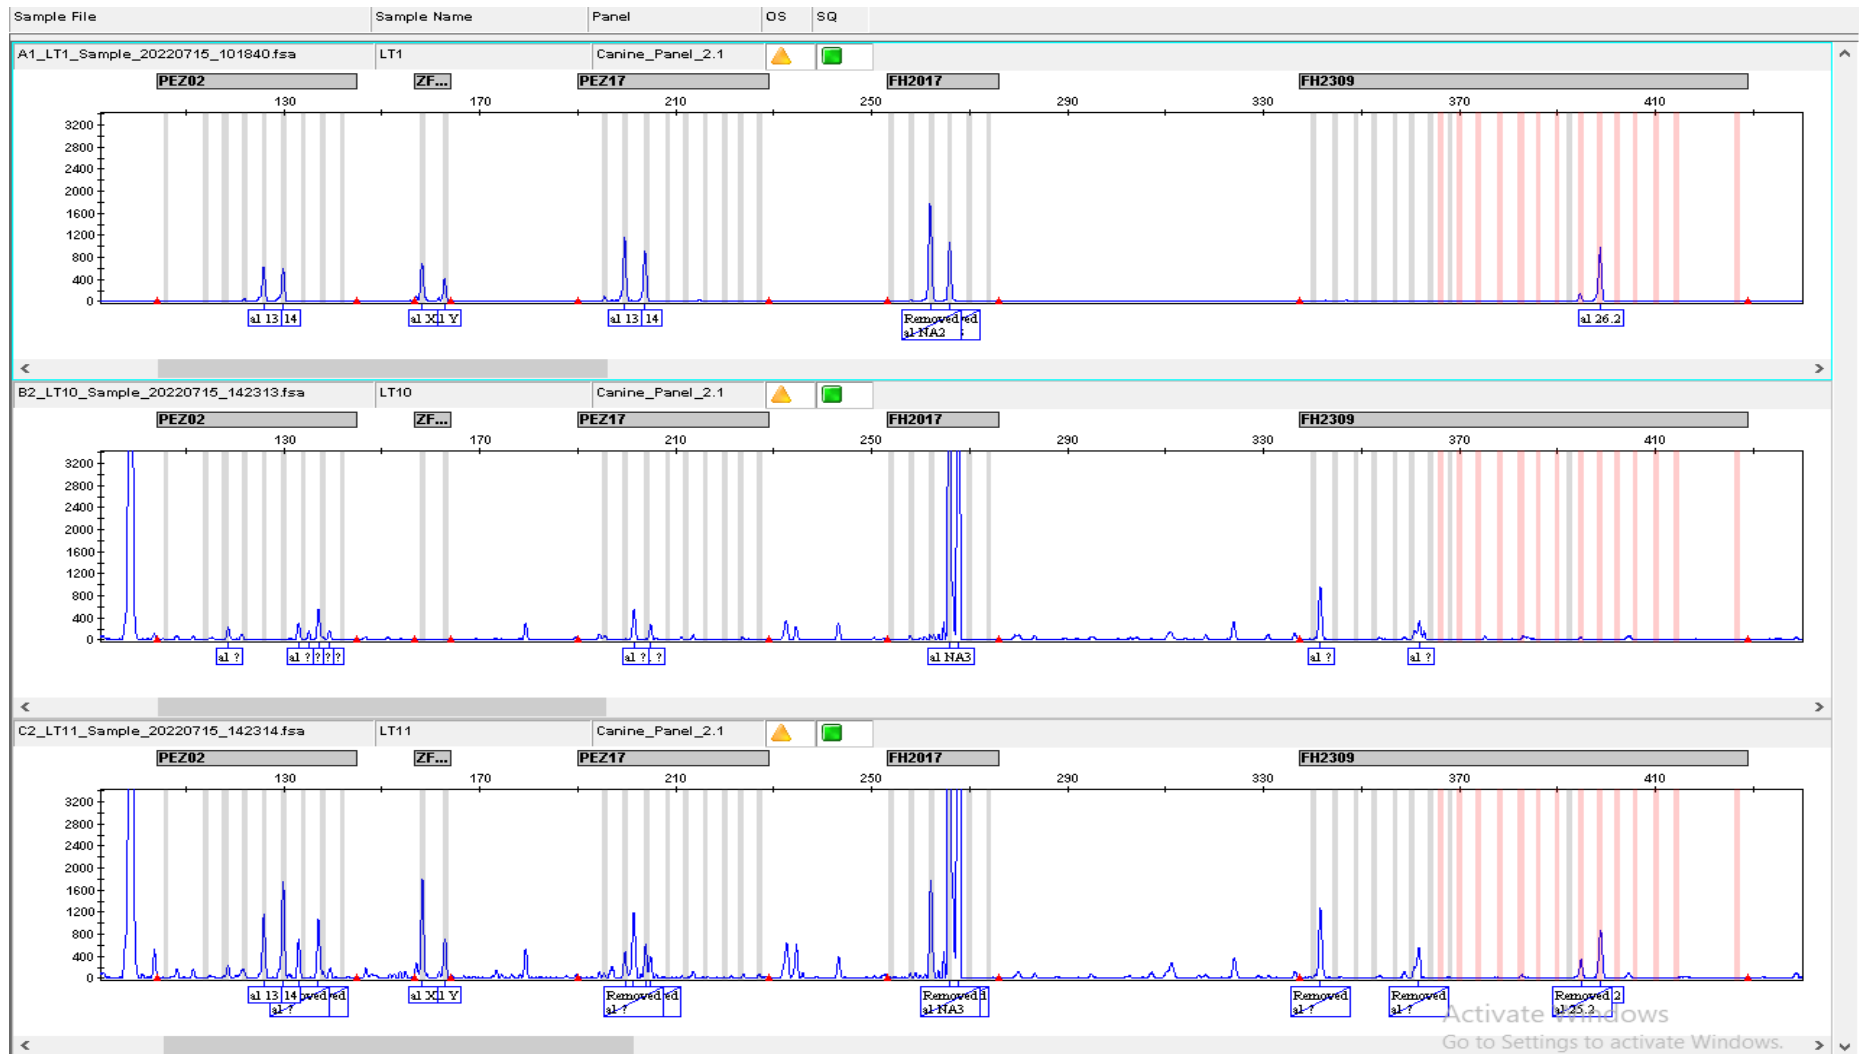 Sample File Sample Name Panel OS SQ
A1_LT1_Sample_20220715_101840.fsa LT1 Canine_Panel_2.1
PEZ02 ZF... PEZ17 FH2017 FH2309
130 170 210 250 290 330 370 410
3200
2800
2400
2000
1600
1200
800
400
0
al 13 14 al X l Y al 13 14 Removed ed al 26.2
al NA2
B2_LT10_Sample_20220715_142313.fsa LT10 Canine_Panel_2.1
PEZ02 ZF... PEZ17 FH2017 FH2309
130 170 210 250 290 330 370 410
3200
2800
2400
2000
1600
1200
800
400
0
al ? al ? ? ? ? al ? ? al NA3 al ? al ?
C2_LT11_Sample_20220715_142314.fsa LT11 Canine_Panel_2.1
PEZ02 ZF... PEZ17 FH2017 FH2309
130 170 210 250 290 330 370 410
3200
2800
2400
2000
1600
1200
800
400
0
al 13 14 oved ed al X l Y Removed ed Removed Removed Removed Removed 2
al ? al ? al NA3 al ? al ? al 25.2
Activate Windows
Go to Settings to activate Windows.